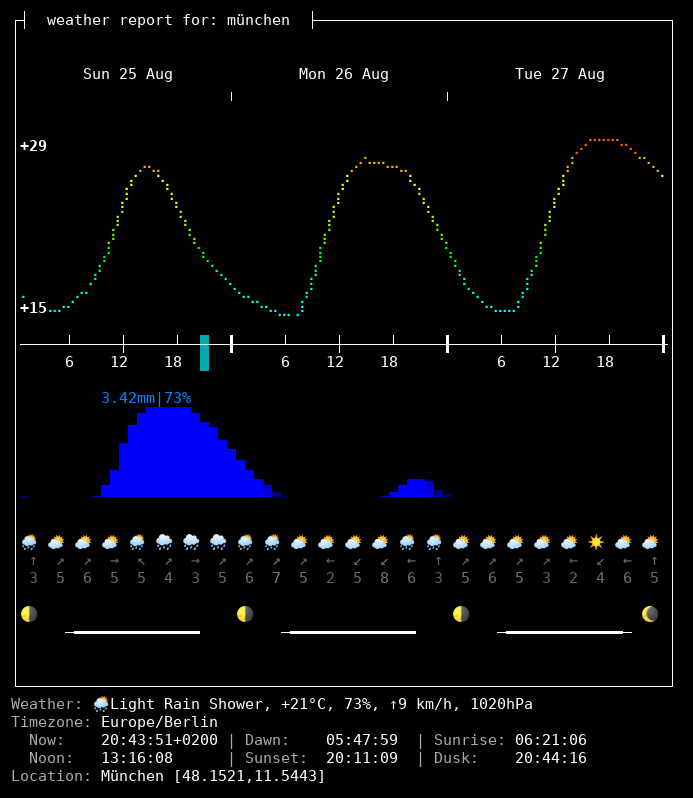 weather report for: münchen
Sun 25 Aug Mon 26 Aug Tue 27 Aug
+29
+15
6 12 18 6 12 18 6 12 18
3.42mm|73%
↑ ↗ ↗ → ↖ ↗ → ↗ ↗ ↗ ↗ ← ↙ ↙ ← ↑ ↗ ↗ ↗ ↗ ← ↙ ← ↑
3 5 6 5 5 4 3 5 6 7 5 2 5 8 6 3 5 6 5 3 2 4 6 5
Weather: 🌦Light Rain Shower, +21°C, 73%, ↑9 km/h, 1020hPa
Timezone: Europe/Berlin
Now: 20:43:51+0200 | Dawn: 05:47:59 | Sunrise: 06:21:06
Noon: 13:16:08 | Sunset: 20:11:09 | Dusk: 20:44:16
Location: München [48.1521,11.5443]